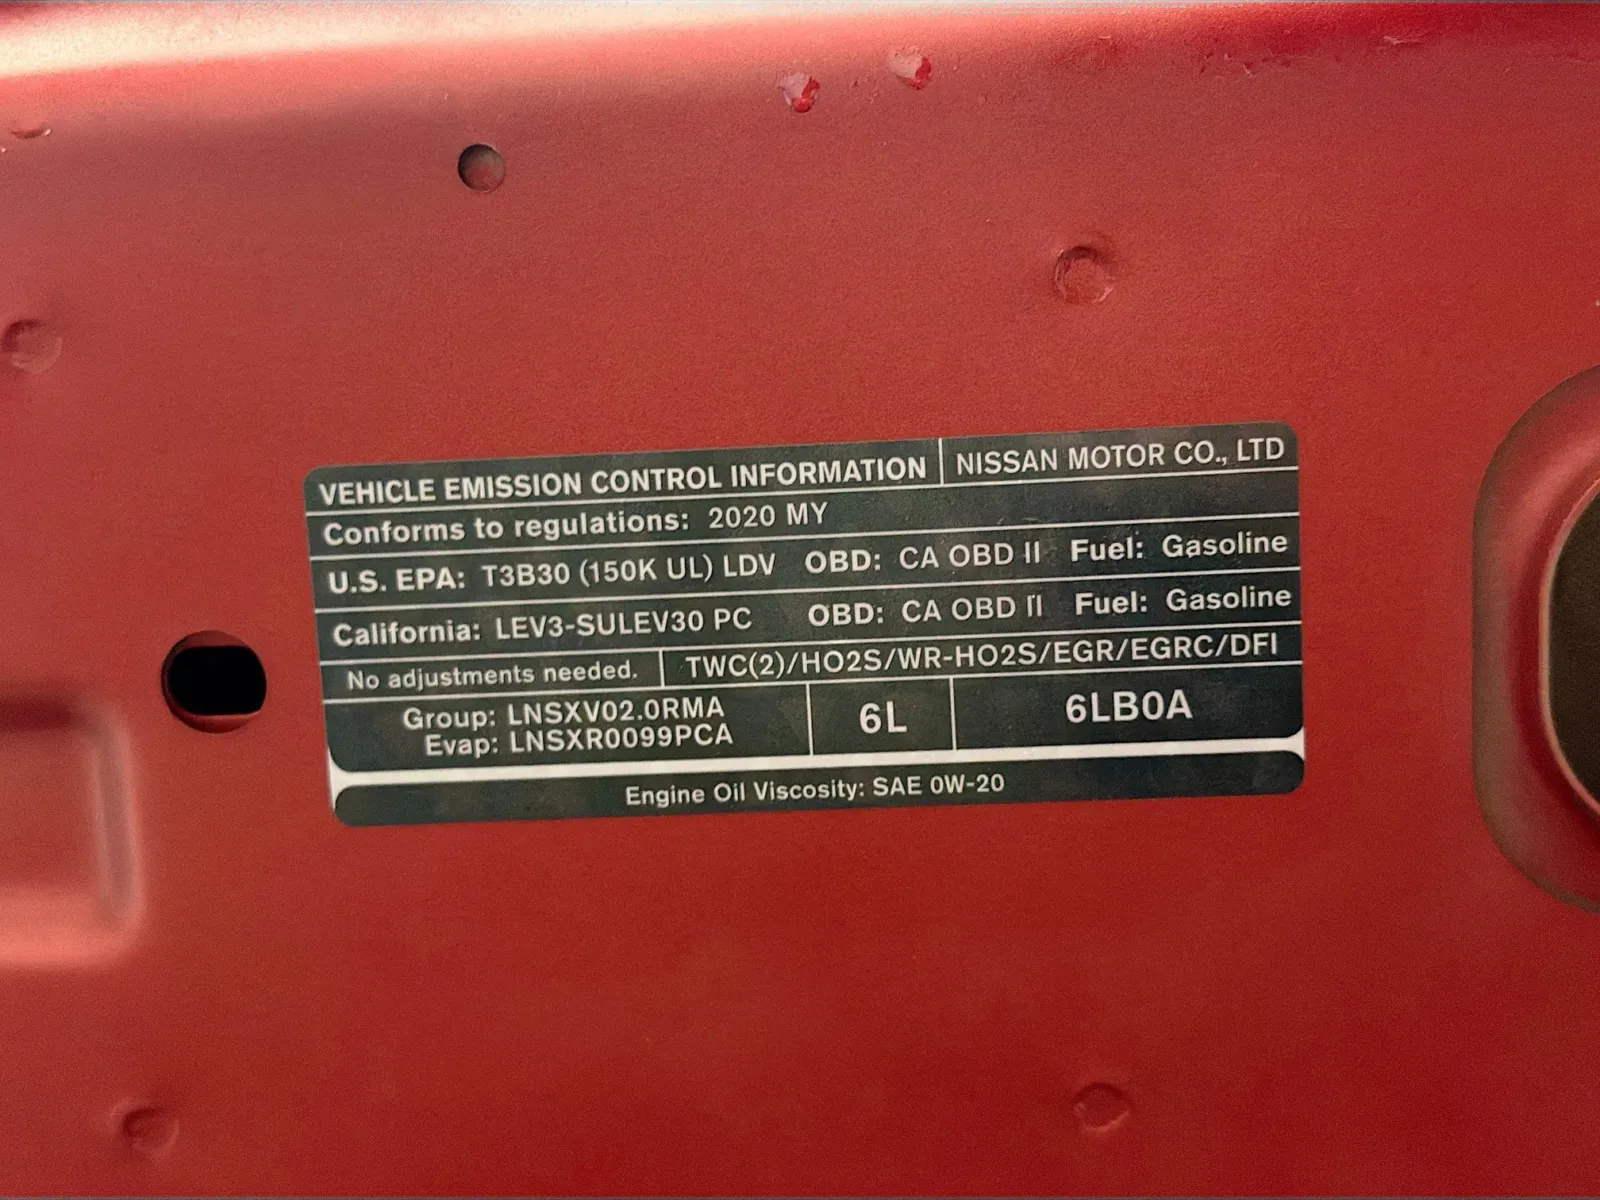 VEHICLE EMISSION CONTROL INFORMATION NISSAN MOTOR CO., LTD
Conforms to regulations: 2020 MY
U.S. EPA: T3B30 (150K UL) LDV OBD: CA OBD II Fuel: Gasoline
California: LEV3-SULEV30 PC OBD: CA OBD II Fuel: Gasoline
No adjustments needed. TWC(2)/HO2S/WR-HO2S/EGR/EGRC/DFI
Group: LNSXV02.0RMA
Evap: LNSXR0099PCA
6L
6LB0A
Engine Oil Viscosity: SAE 0W-20